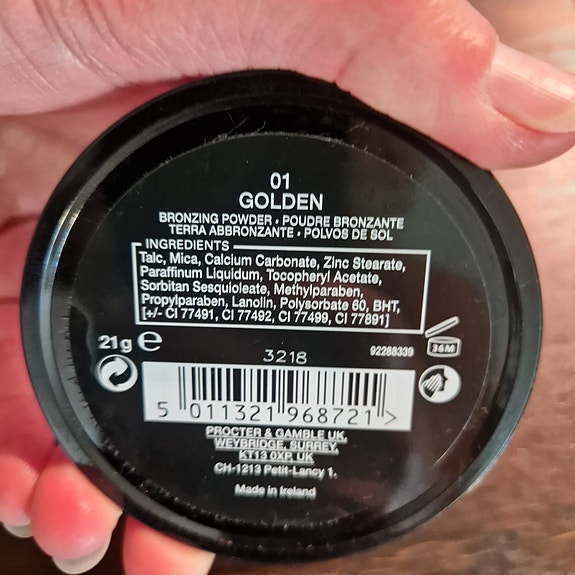 01
GOLDEN
BRONZING POWDER • POUDRE BRONZANTE
TERRA ABBRONZANTE • POLVOS DE SOL
INGREDIENTS
Talc, Mica, Calcium Carbonate, Zinc Stearate,
Paraffinum Liquidum, Tocopheryl Acetate,
Sorbitan Sesquioleate, Methylparaben,
Propylparaben, Lanolin, Polysorbate 60, BHT,
[+/- CI 77491, CI 77492, CI 77499, CI 77891]
21g e
3218
92288339
36M
5 011321 968721 >
PROCTER & GAMBLE UK,
WEYBRIDGE, SURREY,
KT13 0XP, UK
CH-1213 Petit-Lancy 1.
Made in Ireland